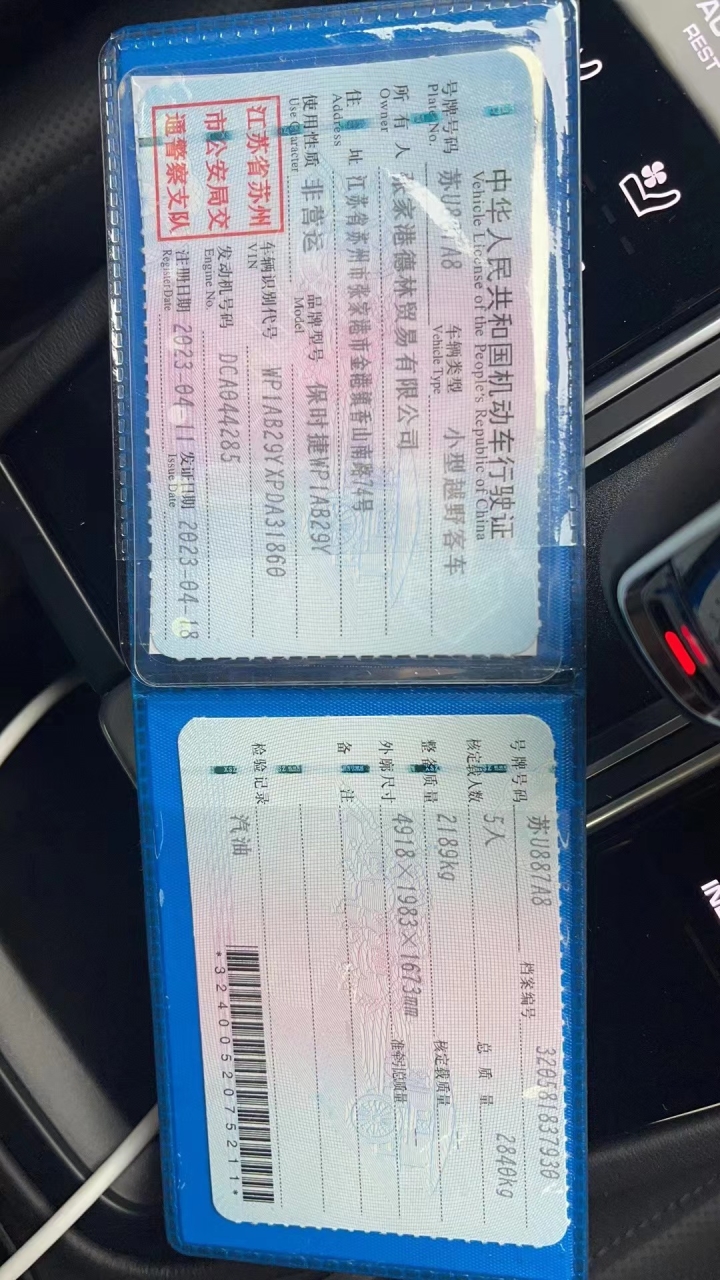 中华人民共和国机动车行驶证
Vehicle License of the People's Republic of China
号牌号码 苏U887A8 车辆类型 小型越野客车
Plate No. Vehicle Type
所有人 张家港德林贸易有限公司
Owner
住址 江苏省苏州市张家港市金港镇香山南路74号
Address
使用性质 非营运 品牌型号 保时捷WP1AB29Y
Use Character Model
江苏省苏州
市公安局交
通警察支队
车辆识别代号 WP1AB29YXPDA31860
VIN
发动机号码 DCA044285
Engine No.
注册日期 2023-04-11 发证日期 2023-04-18
Register Date Issue Date
号牌号码 苏U887A8 档案编号 320581837930
核定载人数 5人 总质量 2840kg
整备质量 2189kg 核定载质量
外廓尺寸 4918×1983×1673mm 准牵引总质量
备注
检验记录
汽油
*3240052075211*
REST